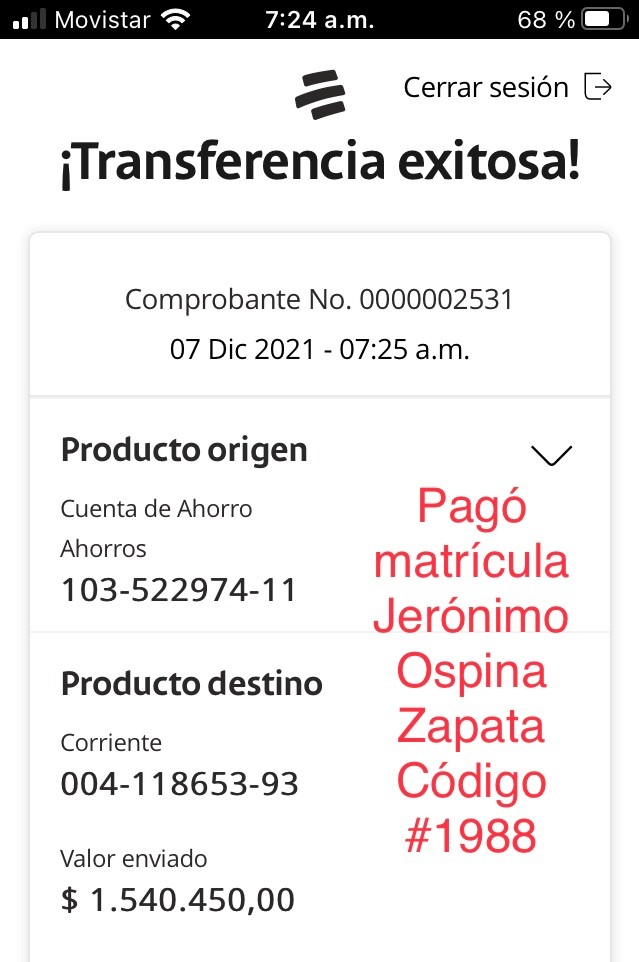 Movistar 7:24 a.m. 68 %
Cerrar sesión
¡Transferencia exitosa!
Comprobante No. 0000002531
07 Dic 2021 - 07:25 a.m.
Producto origen
Cuenta de Ahorro
Ahorros
103-522974-11
Producto destino
Corriente
004-118653-93
Valor enviado
$ 1.540.450,00
Pagó
matrícula
Jerónimo
Ospina
Zapata
Código
#1988